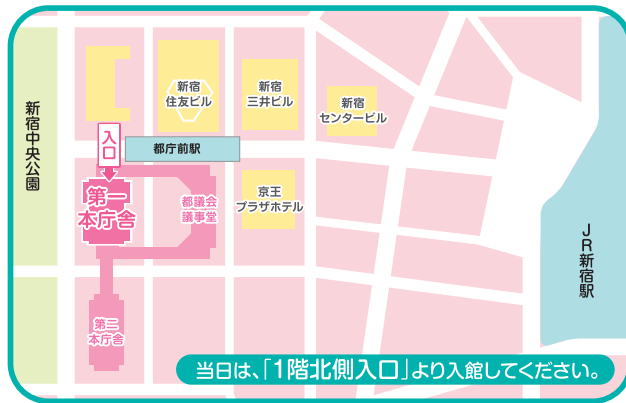 新宿
住友ビル
新宿
三井ビル
新宿
センタービル
新宿中央公園
入口
都庁前駅
第一
本庁舎
都議会
議事堂
京王
プラザホテル
JR新宿駅
第二
本庁舎
当日は、「1階北側入口」より入館してください。